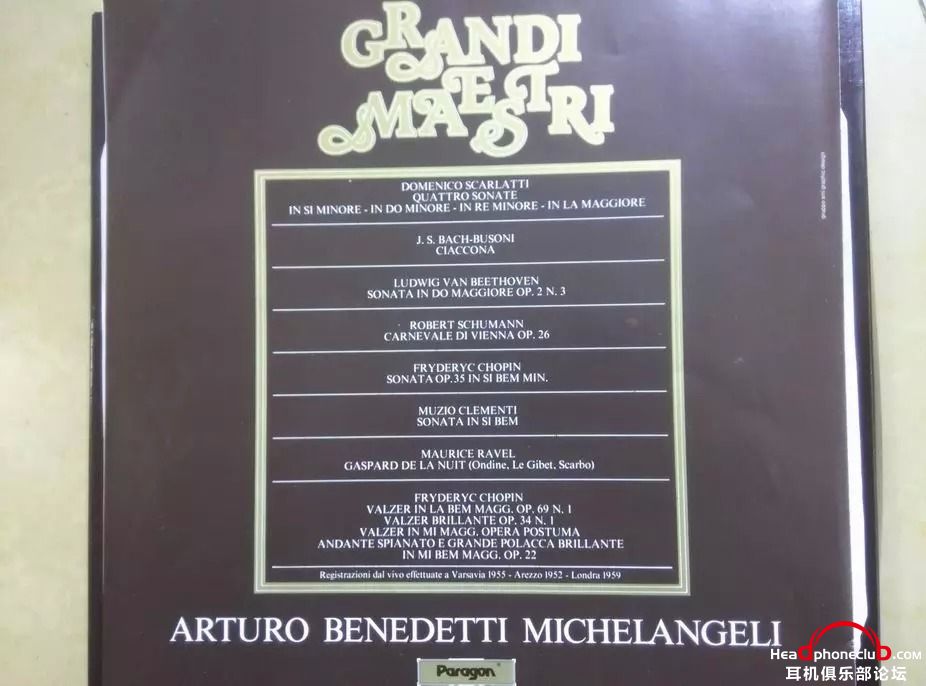 GRANDI
MAESTRI
DOMENICO SCARLATTI
QUATTRO SONATE
IN SI MINORE - IN DO MINORE - IN RE MINORE - IN LA MAGGIORE
J. S. BACH-BUSONI
CIACCONA
LUDWIG VAN BEETHOVEN
SONATA IN DO MAGGIORE OP. 2 N. 3
ROBERT SCHUMANN
CARNEVALE DI VIENNA OP. 26
FRYDERYC CHOPIN
SONATA OP.35 IN SI BEM MIN.
MUZIO CLEMENTI
SONATA IN SI BEM
MAURICE RAVEL
GASPARD DE LA NUIT (Ondine, Le Gibet, Scarbo)
FRYDERYC CHOPIN
VALZER IN LA BEM MAGG. OP. 69 N. 1
VALZER BRILLANTE OP. 34 N. 1
VALZER IN MI MAGG. OPERA POSTUMA
ANDANTE SPIANATO E GRANDE POLACCA BRILLANTE
IN MI BEM MAGG. OP. 22
Registrazioni dal vivo effettuate a Varsavia 1955 - Arezzo 1952 - Londra 1959
ARTURO BENEDETTI MICHELANGELI
Paragon
HeadphonecluB.com
耳机俱乐部论坛